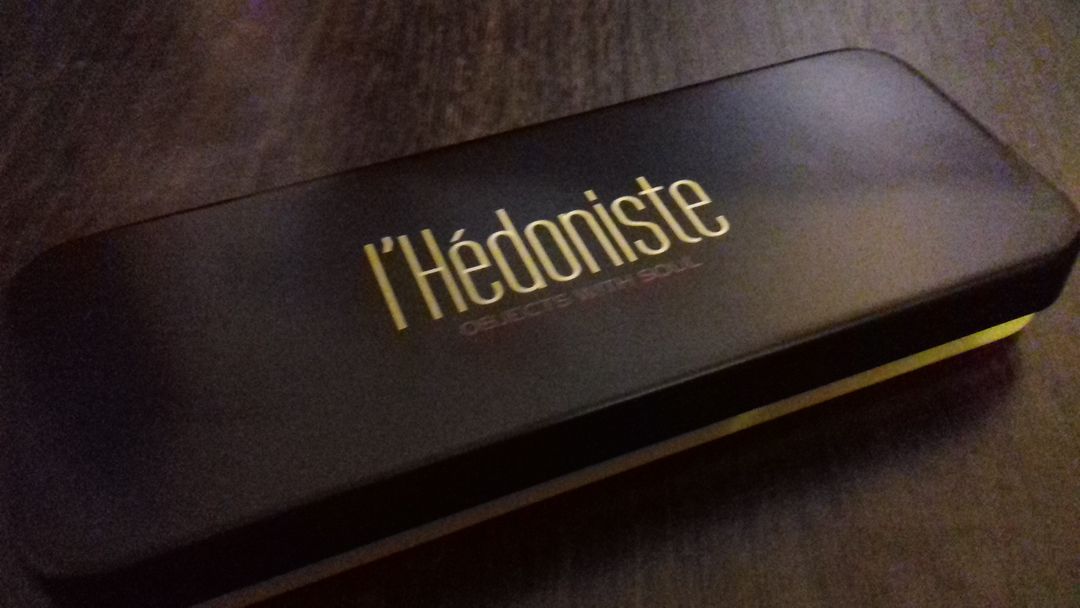 l'Hédoniste
OBJECTS WITH SOUL